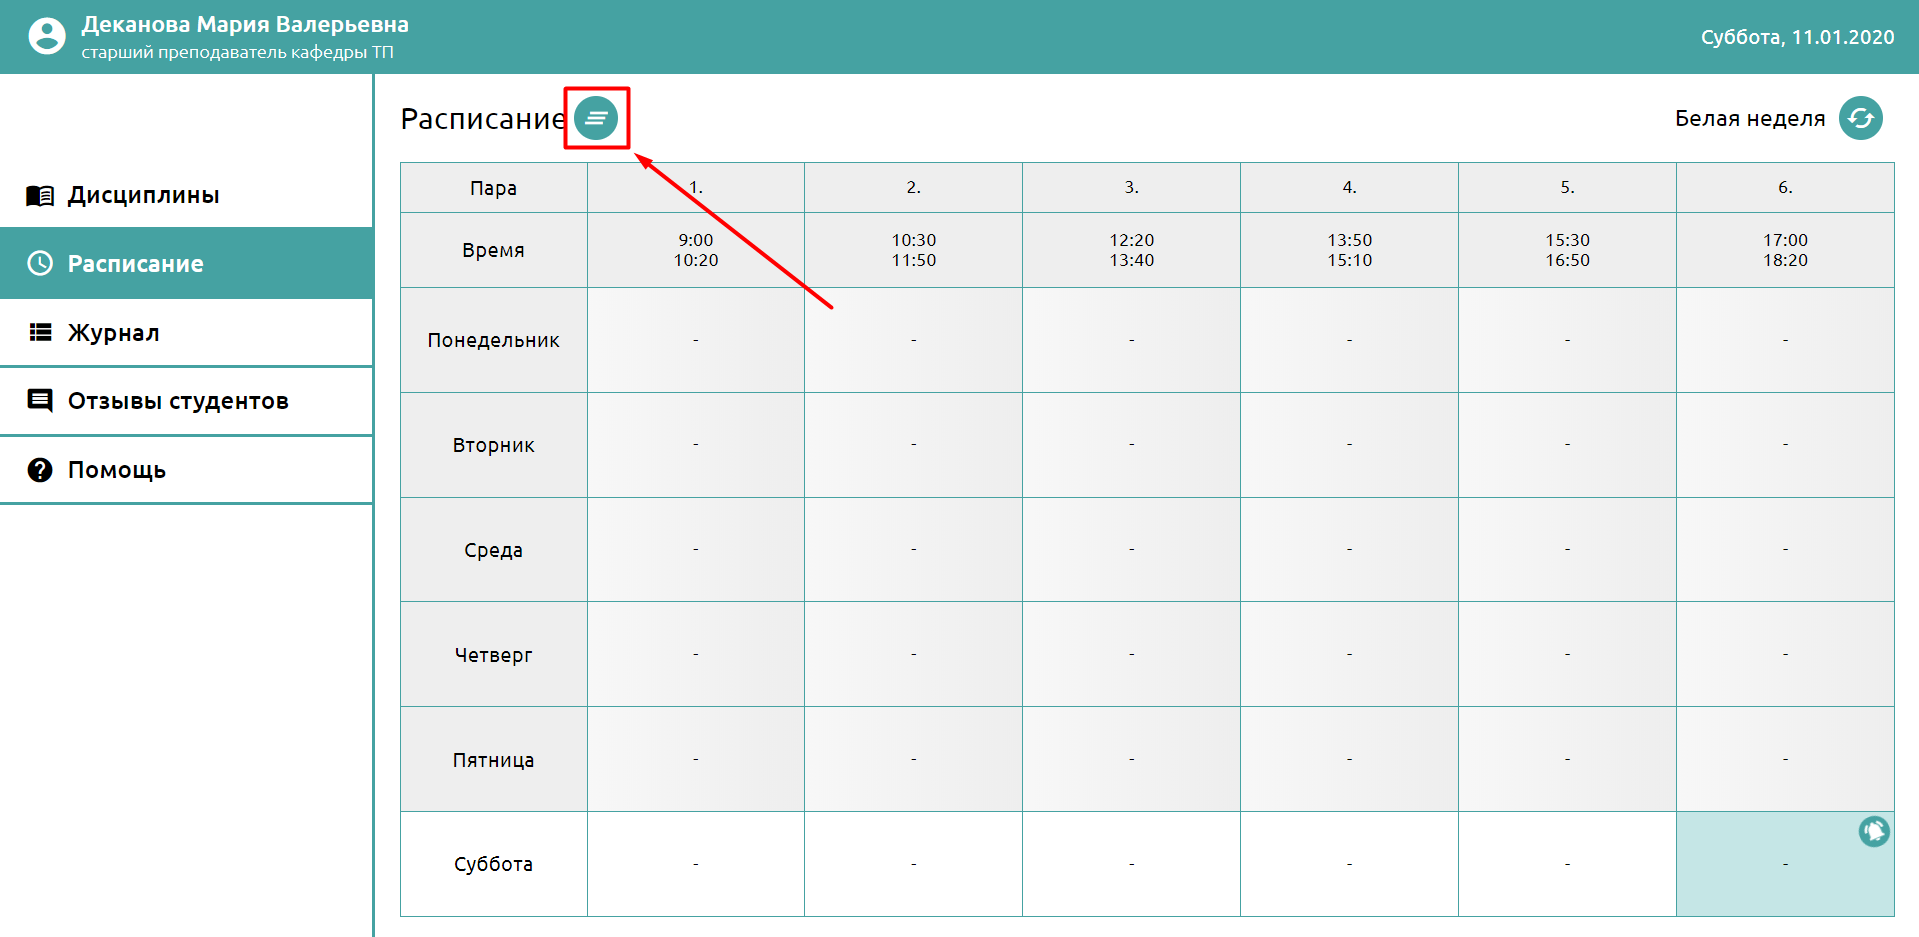 Деканова Мария Валерьевна
старший преподаватель кафедры ТП
Суббота, 11.01.2020
Дисциплины
Расписание
Журнал
Отзывы студентов
Помощь
Расписание
Белая неделя
Пара 1. 2. 3. 4. 5. 6.
Время 9:00 10:30 12:20 13:50 15:30 17:00
10:20 11:50 13:40 15:10 16:50 18:20
Понедельник - - - - - -
Вторник - - - - - -
Среда - - - - - -
Четверг - - - - - -
Пятница - - - - - -
Суббота - - - - - -